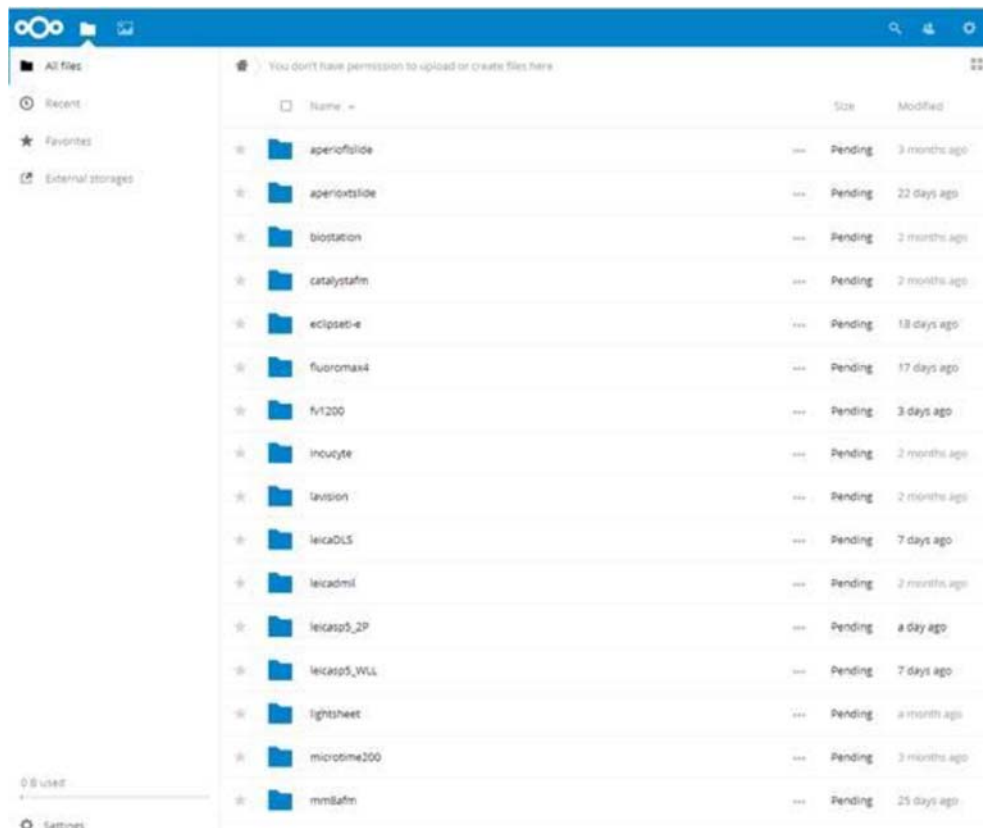 All files
You don't have permission to upload or create files here
Recent
Name Size Modified
Favorites
aperioflslide ... Pending 3 months ago
External storages
aperioxtslide ... Pending 22 days ago
biostation ... Pending 2 months ago
catalystafm ... Pending 2 months ago
eclipseti-e ... Pending 18 days ago
fluoromax4 ... Pending 17 days ago
fv1200 ... Pending 3 days ago
incucyte ... Pending 2 months ago
lavision ... Pending 2 months ago
leicaDLS ... Pending 7 days ago
leicadmil ... Pending 2 months ago
leicasp5_2P ... Pending a day ago
leicasp5_WLL ... Pending 7 days ago
lightsheet ... Pending a month ago
microtime200 ... Pending 3 months ago
0 B used
mm8afm ... Pending 25 days ago
Settings